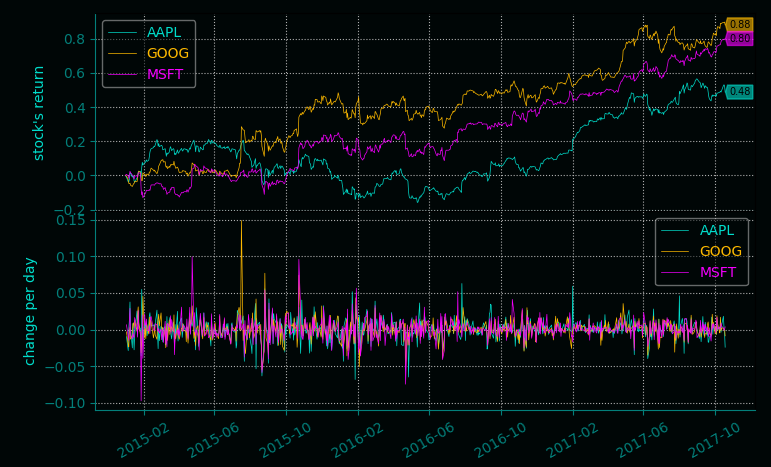 AAPL
GOOG
MSFT
stock's return
0.8
0.6
0.4
0.2
0.0
−0.2
0.88
0.80
0.48
AAPL
GOOG
MSFT
change per day
0.15
0.10
0.05
0.00
−0.05
−0.10
2015-02 2015-06 2015-10 2016-02 2016-06 2016-10 2017-02 2017-06 2017-10